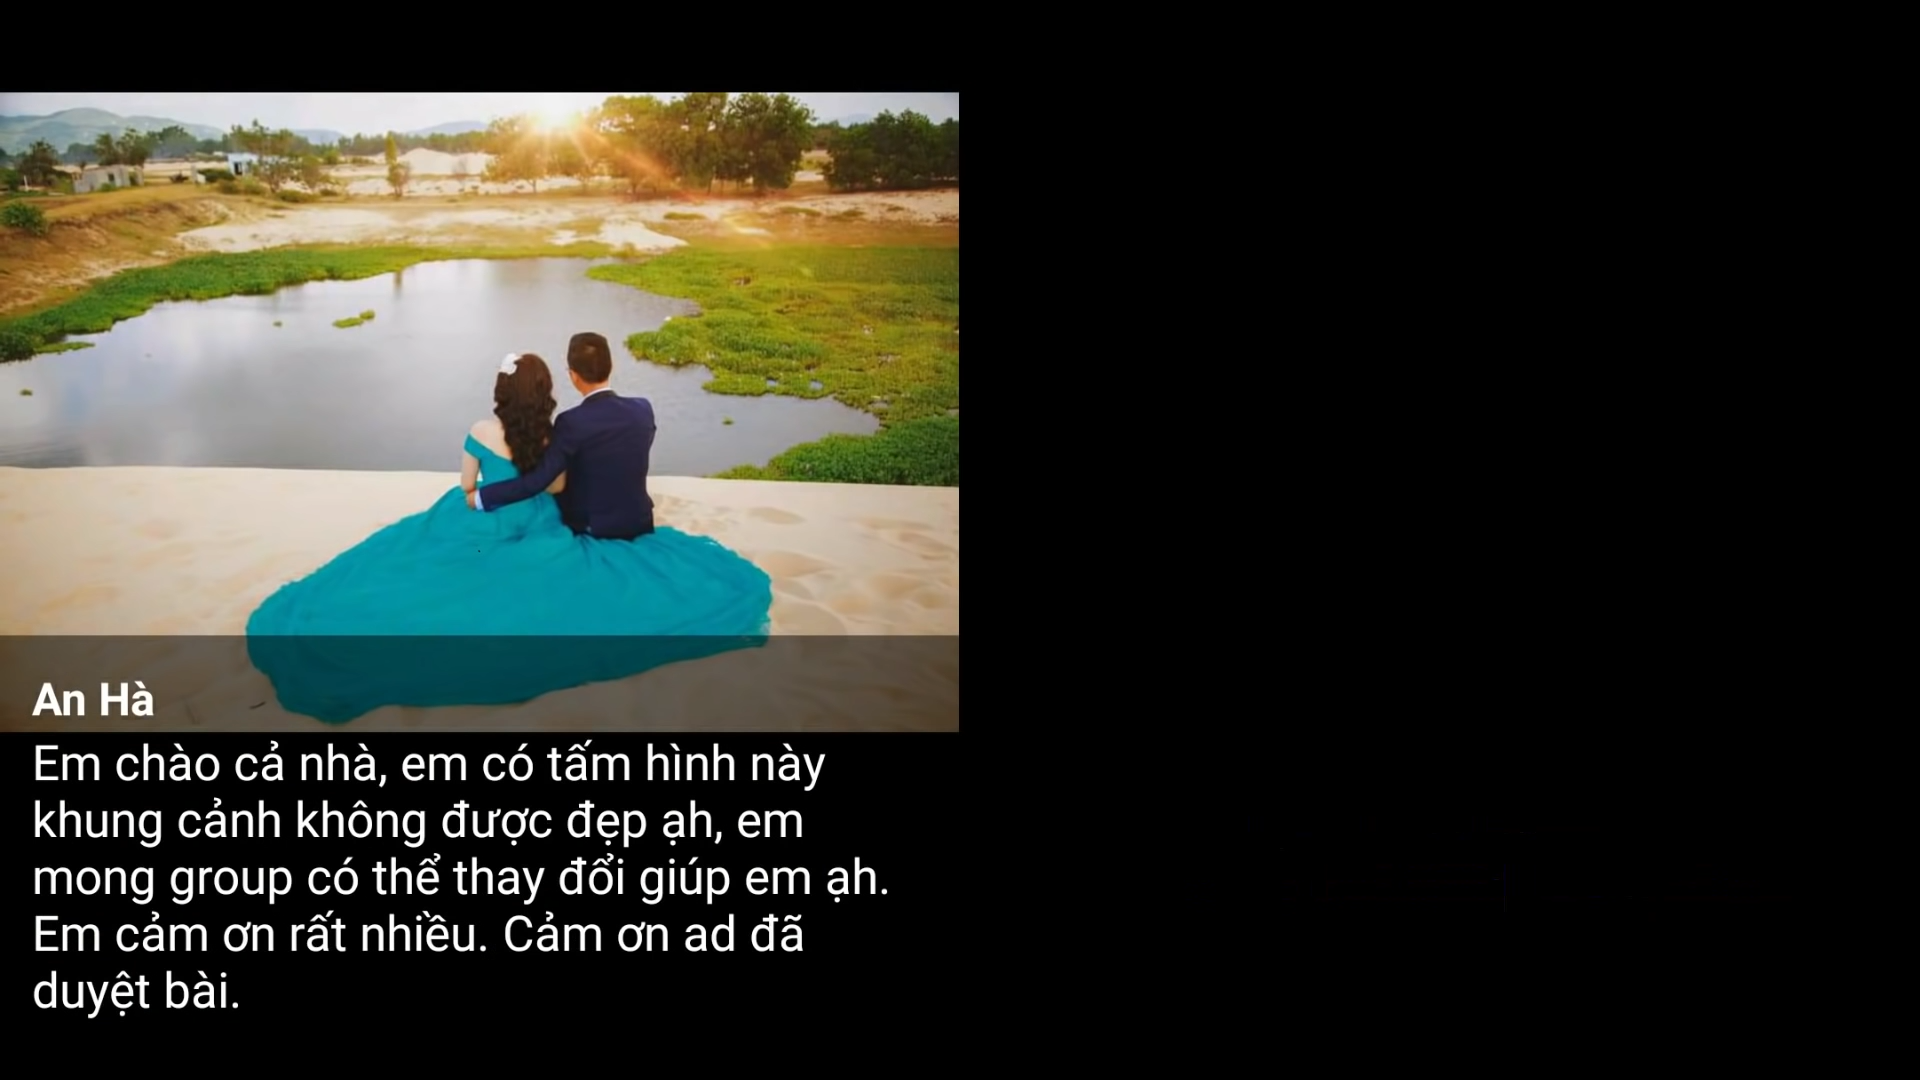 An Hà
Em chào cả nhà, em có tấm hình này
khung cảnh không được đẹp ạh, em
mong group có thể thay đổi giúp em ạh.
Em cảm ơn rất nhiều. Cảm ơn ad đã
duyệt bài.